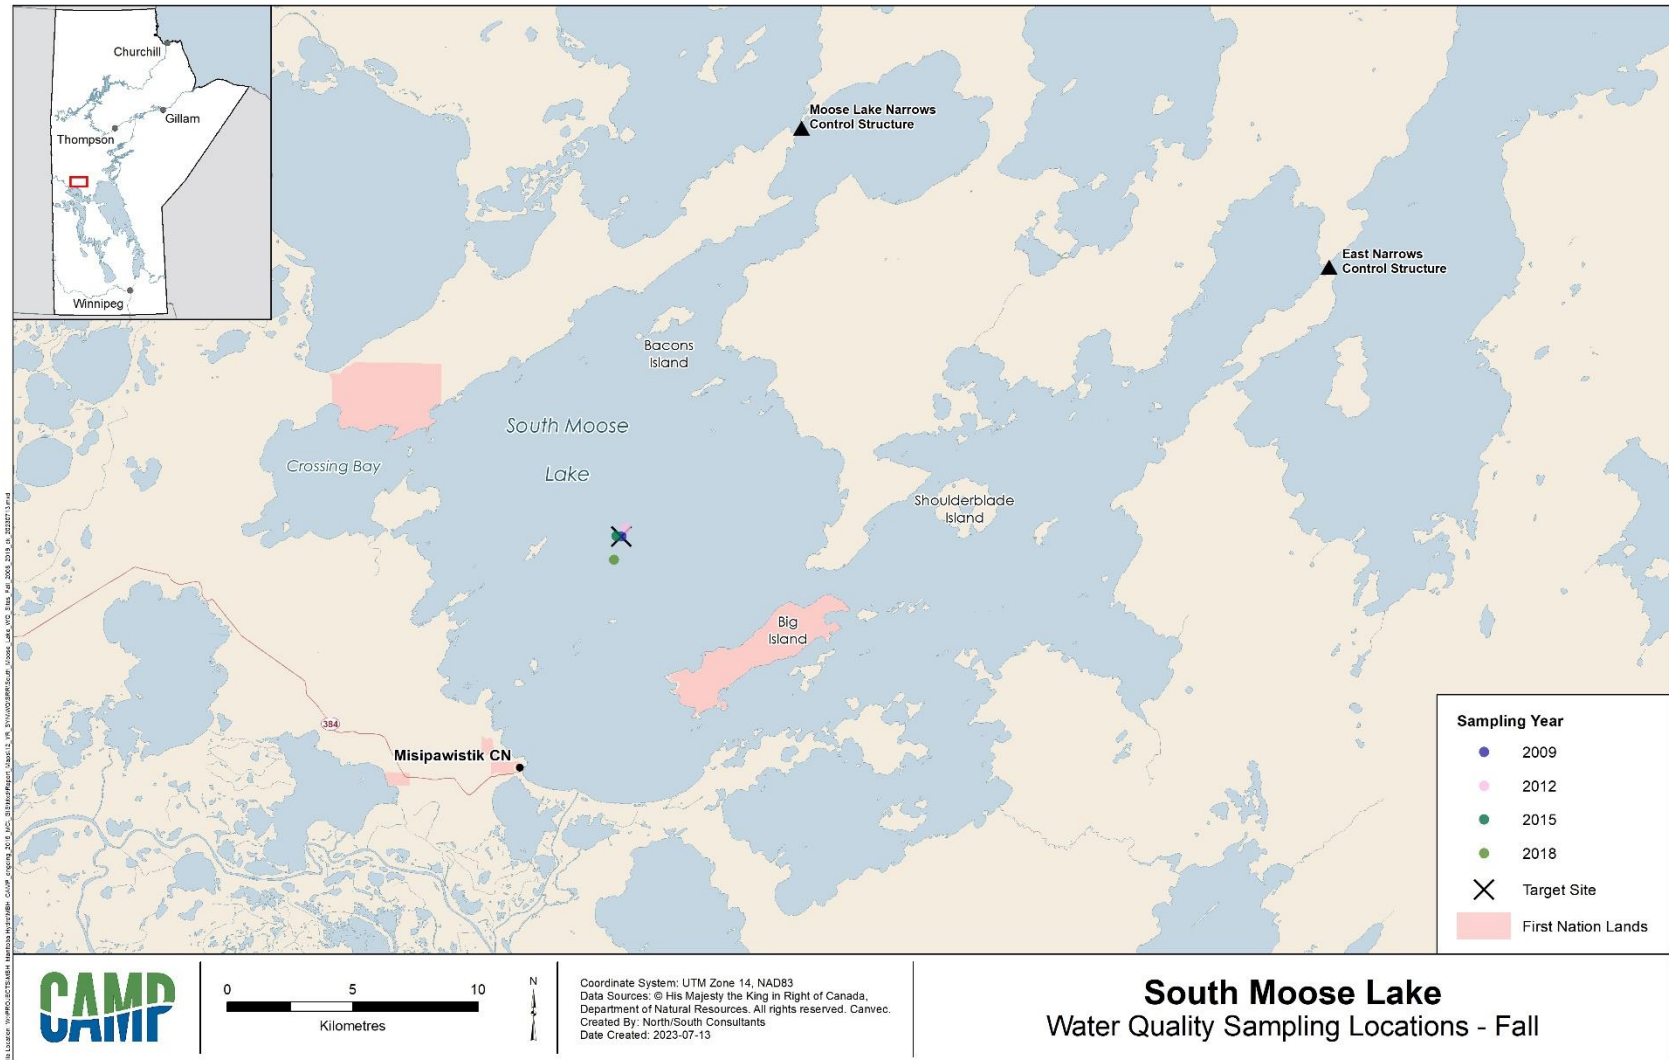 Churchill
Gillam
Thompson
Winnipeg
Moose Lake Narrows
Control Structure
East Narrows
Control Structure
Bacons
Island
South Moose
Lake
Crossing Bay
Shoulderblade
Island
Big
Island
384
Misipawistik CN
Sampling Year
2009
2012
2015
2018
Target Site
First Nation Lands
CAMP
0 5 10
Kilometres
N
Coordinate System: UTM Zone 14, NAD83
Data Sources: © His Majesty the King in Right of Canada,
Department of Natural Resources. All rights reserved. Canvec.
Created By: North/South Consultants
Date Created: 2023-07-13
South Moose Lake
Water Quality Sampling Locations - Fall